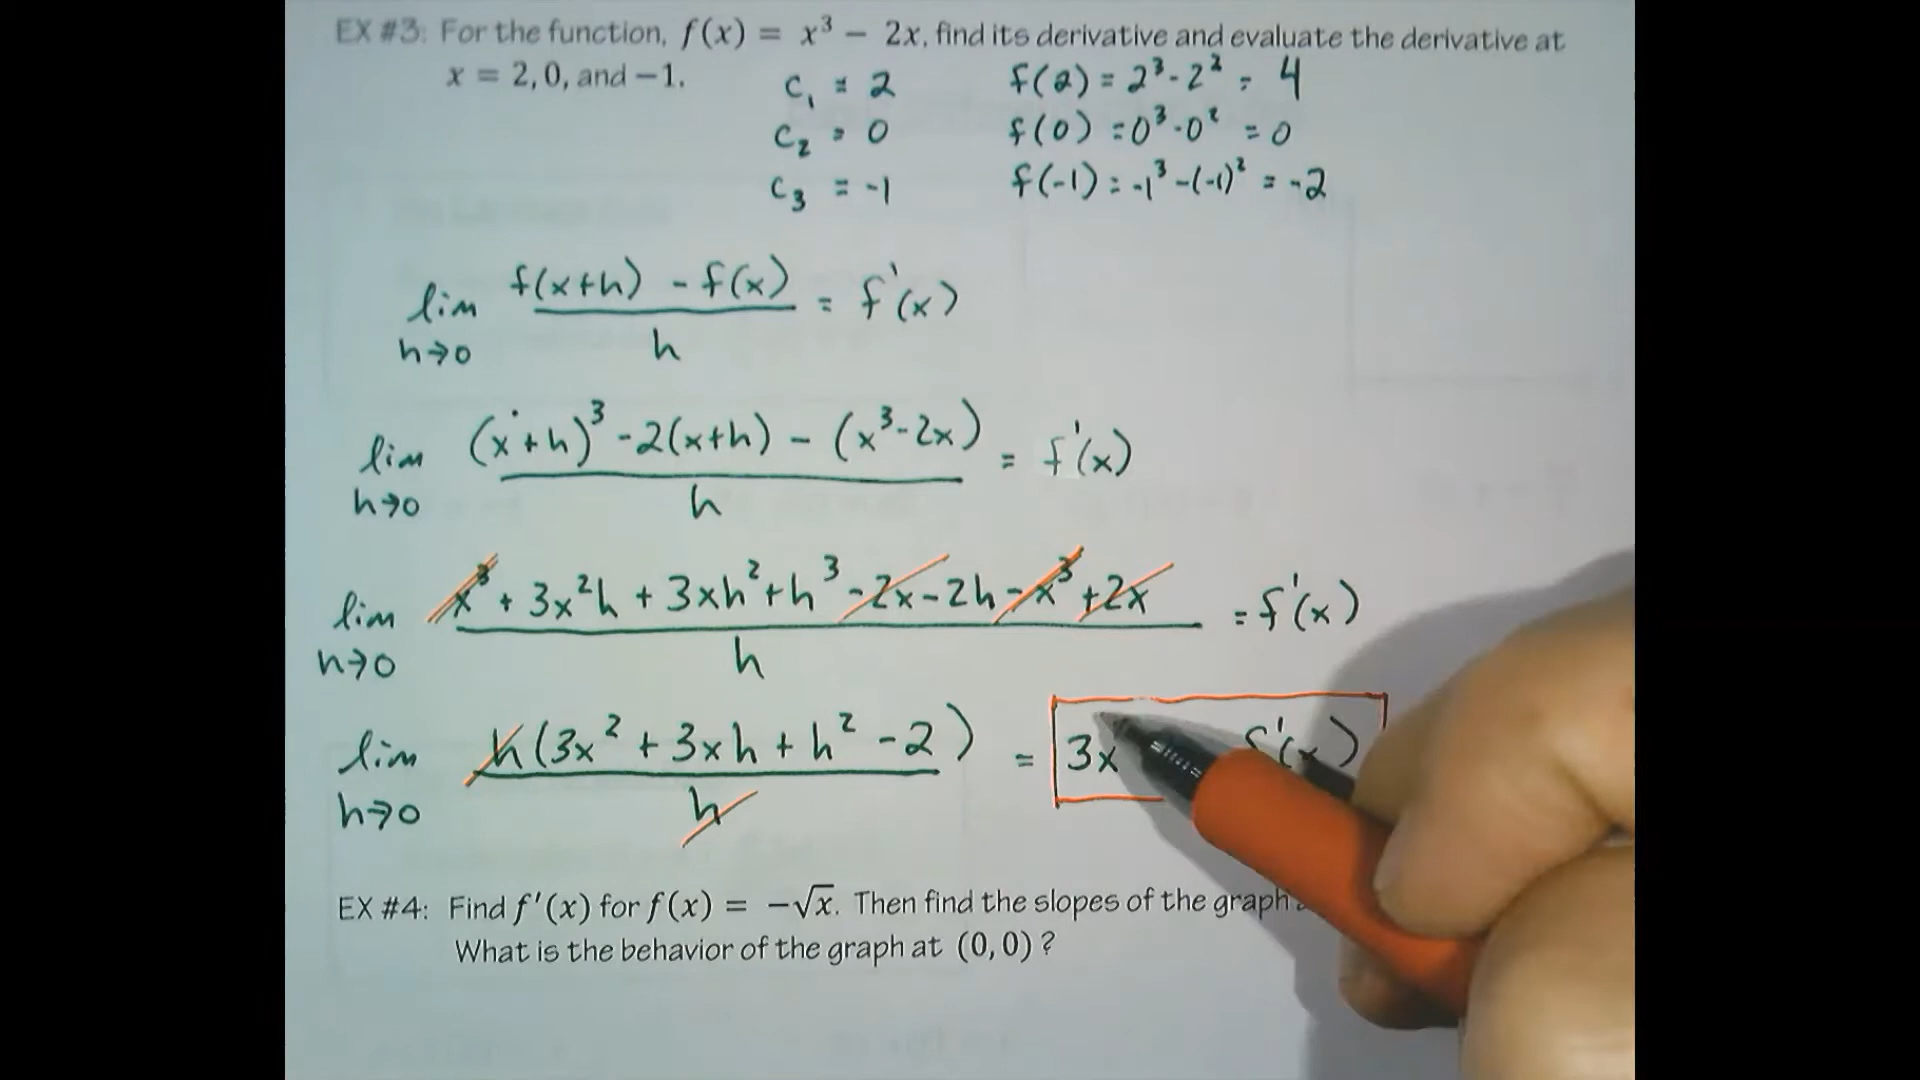 EX #3: For the function, f(x) = x³ − 2x, find its derivative and evaluate the derivative at
x = 2, 0, and −1.
c₁ = 2 f(2) = 2³ - 2² = 4
c₂ = 0 f(0) = 0³ - 0² = 0
c₃ = -1 f(-1) = -1³ - (-1)² = -2
lim h→0 f(x+h) - f(x) / h = f'(x)
lim h→0 (x+h)³ - 2(x+h) - (x³ - 2x) / h = f'(x)
lim h→0 x³ + 3x²h + 3xh² + h³ - 2x - 2h - x³ + 2x / h = f'(x)
lim h→0 h(3x² + 3xh + h² - 2) / h = 3x f'(x)
EX #4: Find f'(x) for f(x) = −√x. Then find the slopes of the graph
What is the behavior of the graph at (0, 0)?